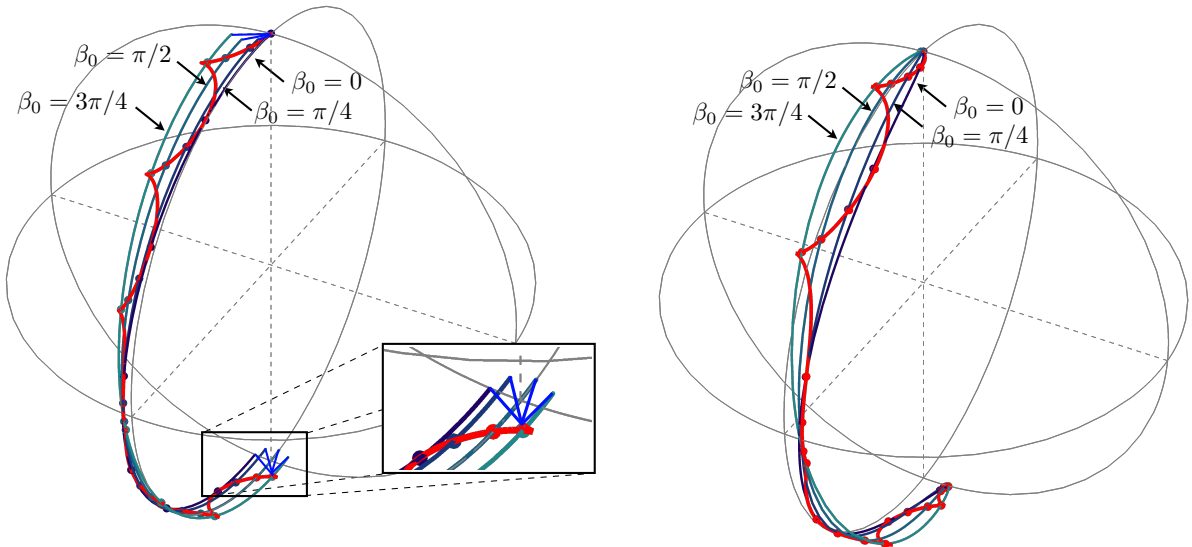 β₀ = π/2
β₀ = 0
β₀ = 3π/4
β₀ = π/4
β₀ = π/2
β₀ = 0
β₀ = 3π/4
β₀ = π/4